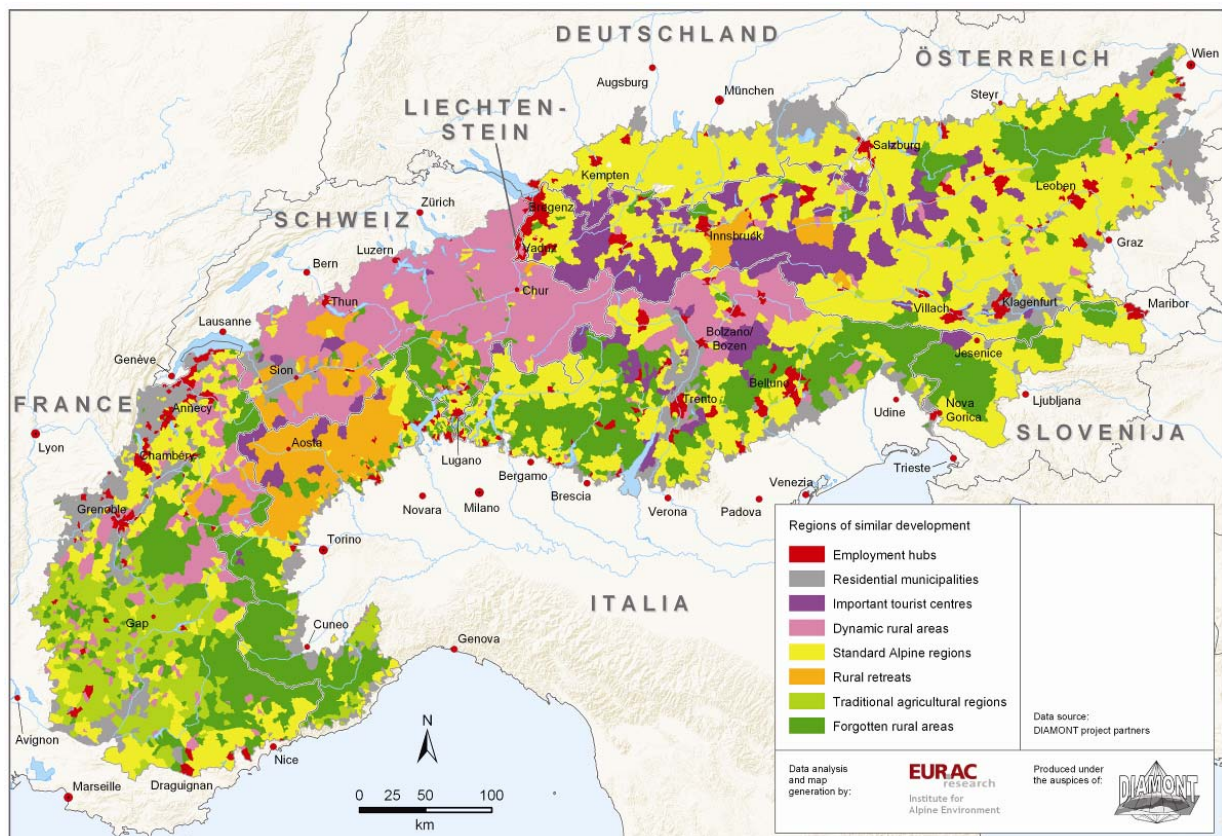 DEUTSCHLAND
ÖSTERREICH
Wien
Augsburg
München
Steyr
LIECHTEN-
STEIN
Salzburg
Kempten
Leoben
Zürich
Bregenz
SCHWEIZ
Innsbruck
Graz
Luzern
Vaduz
Bern
Chur
Thun
Klagenfurt
Maribor
Villach
Lausanne
Bolzano/
Bozen
Jesenice
Genève
Sion
Belluno
Trento
FRANCE
Annecy
Udine
Nova
Gorica
Ljubljana
Lyon
Aosta
SLOVENIJA
Chambéry
Lugano
Trieste
Bergamo
Brescia
Venezia
Novara
Milano
Verona
Padova
Grenoble
Torino
ITALIA
Gap
Cuneo
Genova
Avignon
Nice
Marseille
Draguignan
N
0 25 50 100
km
Regions of similar development
Employment hubs
Residential municipalities
Important tourist centres
Dynamic rural areas
Standard Alpine regions
Rural retreats
Traditional agricultural regions
Forgotten rural areas
Data source:
DIAMONT project partners
Data analysis
and map
generation by:
EURAC
research
Institute for
Alpine Environment
Produced under
the auspices of:
DIAMONT